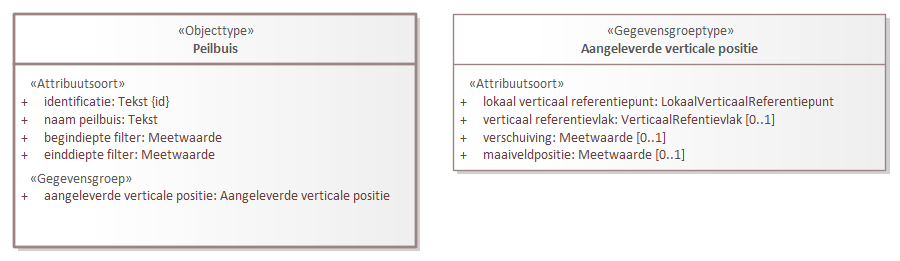 «Objecttype»
Peilbuis
«Attribuutsoort»
+ identificatie: Tekst {id}
+ naam peilbuis: Tekst
+ begindiepte filter: Meetwaarde
+ einddiepte filter: Meetwaarde
«Gegevensgroep»
+ aangeleverde verticale positie: Aangeleverde verticale positie
«Gegevensgroeptype»
Aangeleverde verticale positie
«Attribuutsoort»
+ lokaal verticaal referentiepunt: LokaalVerticaalReferentiepunt
+ verticaal referentievlak: VerticaalRefentievlak [0..1]
+ verschuiving: Meetwaarde [0..1]
+ maaiveldpositie: Meetwaarde [0..1]